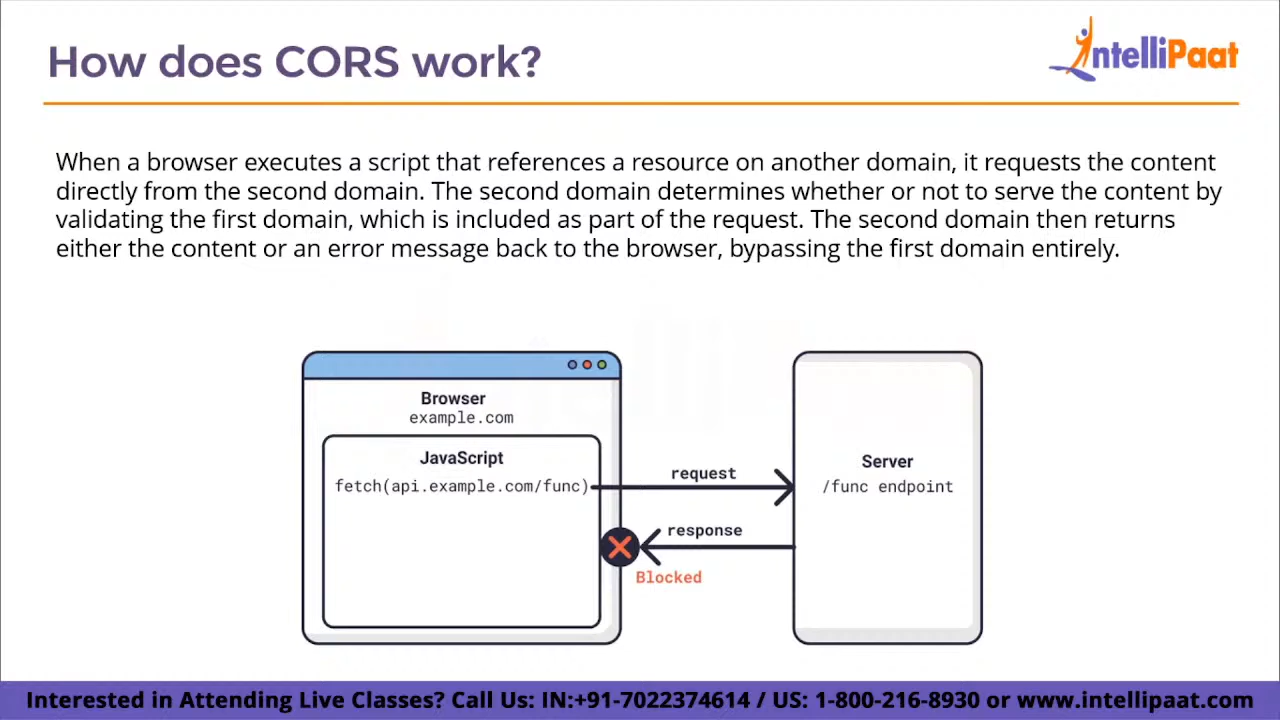 How does CORS work?
IntelliPaat
When a browser executes a script that references a resource on another domain, it requests the content
directly from the second domain. The second domain determines whether or not to serve the content by
validating the first domain, which is included as part of the request. The second domain then returns
either the content or an error message back to the browser, bypassing the first domain entirely.
Browser
example.com
JavaScript
fetch(api.example.com/func)
request
response
Blocked
Server
/func endpoint
Interested in Attending Live Classes? Call Us: IN:+91-7022374614 / US: 1-800-216-8930 or www.intellipaat.com